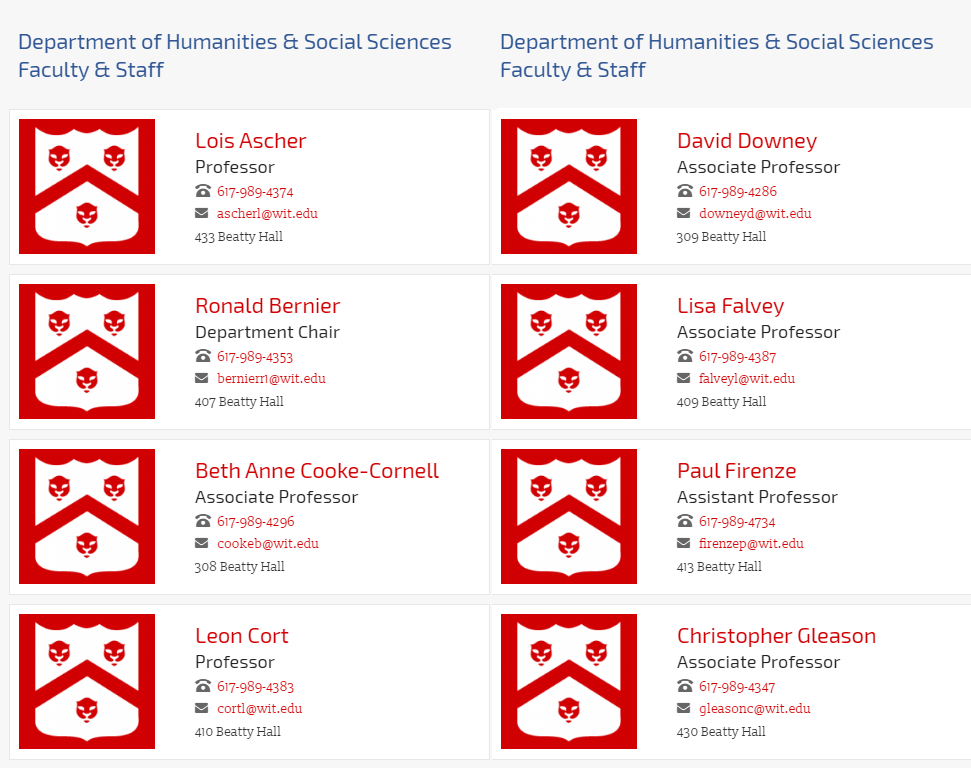 Department of Humanities & Social Sciences
Faculty & Staff
Lois Ascher
Professor
617-989-4374
ascherl@wit.edu
433 Beatty Hall
Ronald Bernier
Department Chair
617-989-4353
bernierr1@wit.edu
407 Beatty Hall
Beth Anne Cooke-Cornell
Associate Professor
617-989-4296
cookeb@wit.edu
308 Beatty Hall
Leon Cort
Professor
617-989-4383
cortl@wit.edu
410 Beatty Hall
Department of Humanities & Social Sciences
Faculty & Staff
David Downey
Associate Professor
617-989-4286
downeyd@wit.edu
309 Beatty Hall
Lisa Falvey
Associate Professor
617-989-4387
falveyl@wit.edu
409 Beatty Hall
Paul Firenze
Assistant Professor
617-989-4734
firenzep@wit.edu
413 Beatty Hall
Christopher Gleason
Associate Professor
617-989-4347
gleasonc@wit.edu
430 Beatty Hall